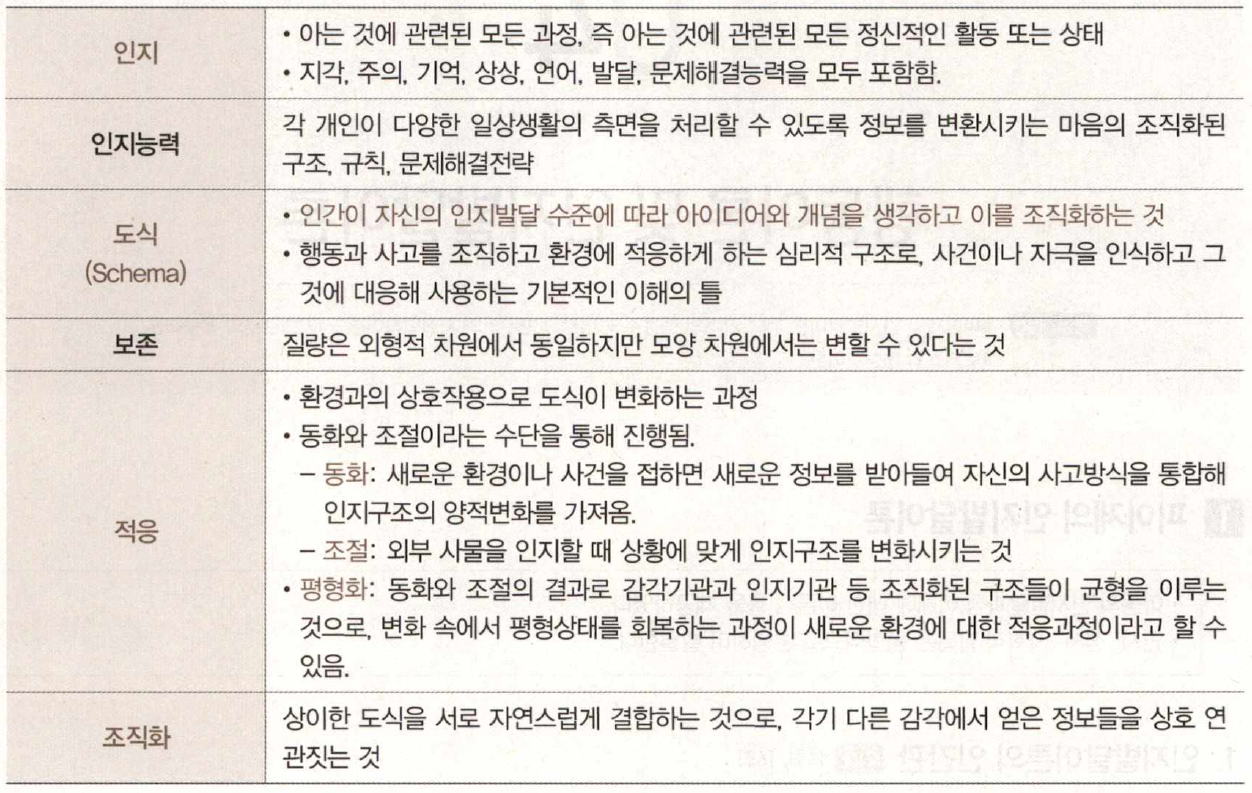 인지
• 아는 것에 관련된 모든 과정, 즉 아는 것에 관련된 모든 정신적인 활동 또는 상태
• 지각, 주의, 기억, 상상, 언어, 발달, 문제해결능력을 모두 포함함.
인지능력
각 개인이 다양한 일상생활의 측면을 처리할 수 있도록 정보를 변환시키는 마음의 조직화된
구조, 규칙, 문제해결전략
도식
(Schema)
• 인간이 자신의 인지발달 수준에 따라 아이디어와 개념을 생각하고 이를 조직화하는 것
• 행동과 사고를 조직하고 환경에 적응하게 하는 심리적 구조로, 사건이나 자극을 인식하고 그
것에 대응해 사용하는 기본적인 이해의 틀
보존
질량은 외형적 차원에서 동일하지만 모양 차원에서는 변할 수 있다는 것
적응
• 환경과의 상호작용으로 도식이 변화하는 과정
• 동화와 조절이라는 수단을 통해 진행됨.
– 동화: 새로운 환경이나 사건을 접하면 새로운 정보를 받아들여 자신의 사고방식을 통합해
인지구조의 양적변화를 가져옴.
– 조절: 외부 사물을 인지할 때 상황에 맞게 인지구조를 변화시키는 것
• 평형화: 동화와 조절의 결과로 감각기관과 인지기관 등 조직화된 구조들이 균형을 이루는
것으로, 변화 속에서 평형상태를 회복하는 과정이 새로운 환경에 대한 적응과정이라고 할 수
있음.
조직화
상이한 도식을 서로 자연스럽게 결합하는 것으로, 각기 다른 감각에서 얻은 정보들을 상호 연
관짓는 것